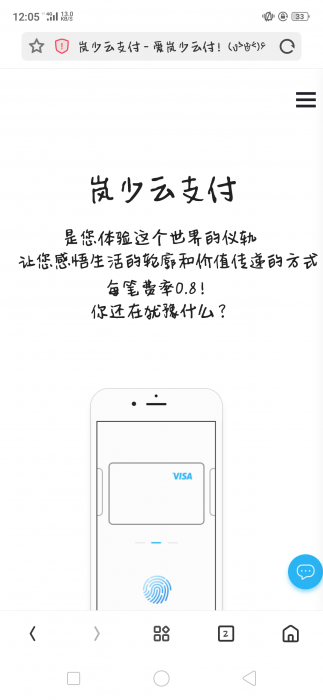 12:05 4G 13.0 KB/S 33
岚少云支付 - 爱岚少云付!
岚少云支付
是您体验这个世界的仪轨
让您感悟生活的轮廓和价值传递的方式
每笔费率0.8!
你还在犹豫什么?
VISA
2